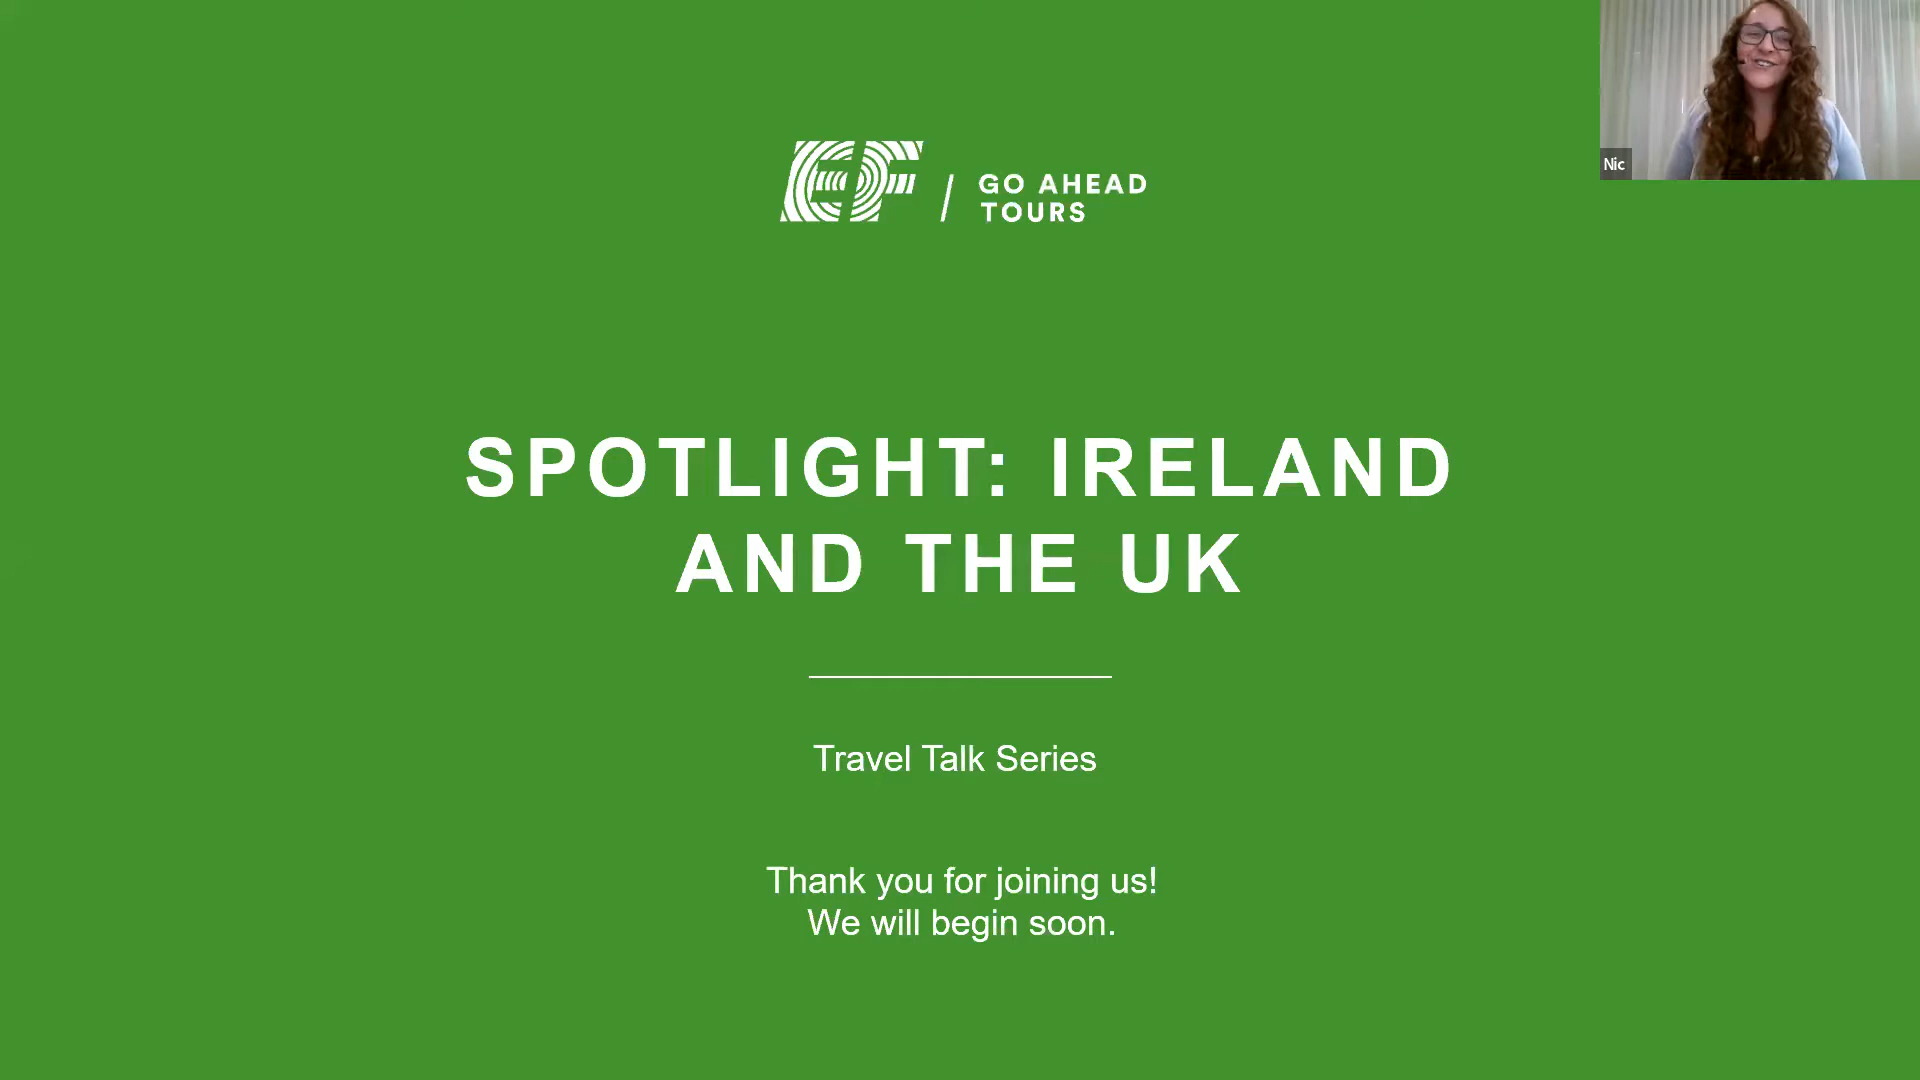 EF / GO AHEAD
TOURS
Nic
SPOTLIGHT: IRELAND
AND THE UK
Travel Talk Series
Thank you for joining us!
We will begin soon.